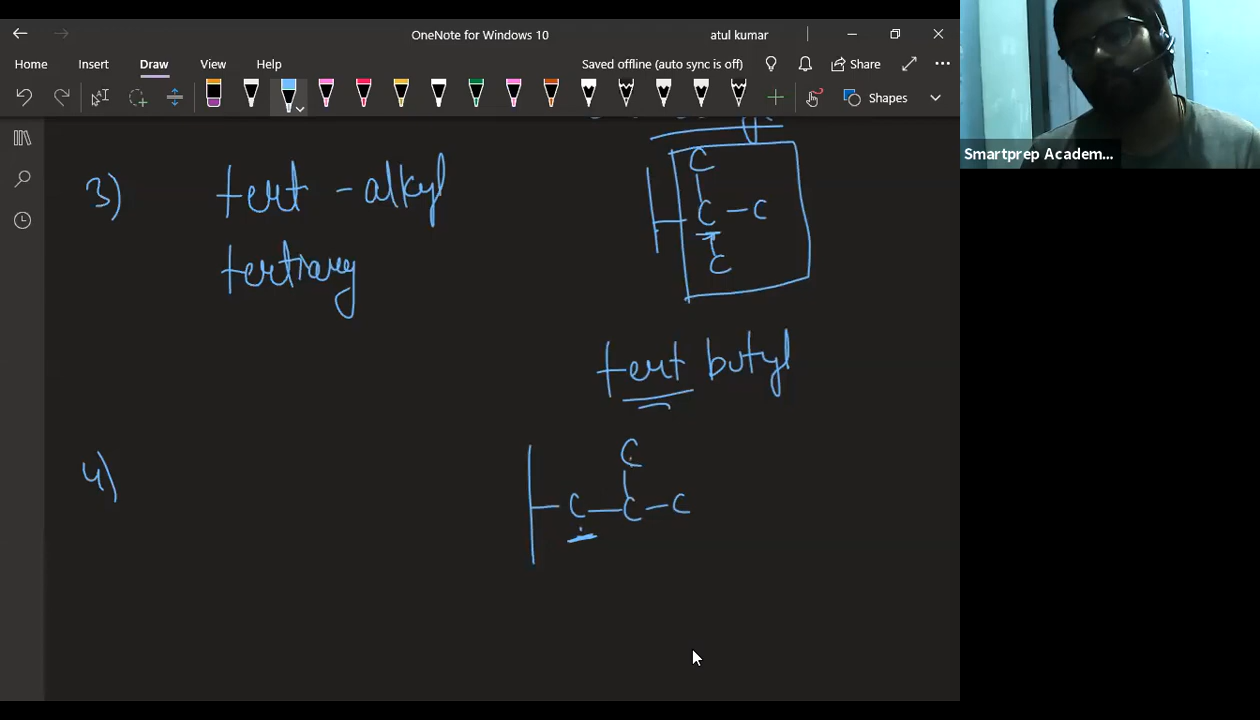 OneNote for Windows 10
atul kumar
Home Insert Draw View Help
Saved offline (auto sync is off)
Share
Shapes
Smartprep Academ...
3) tert - alkyl
tertiary
C
C - C
C
tert butyl
4)
C
C - C - C